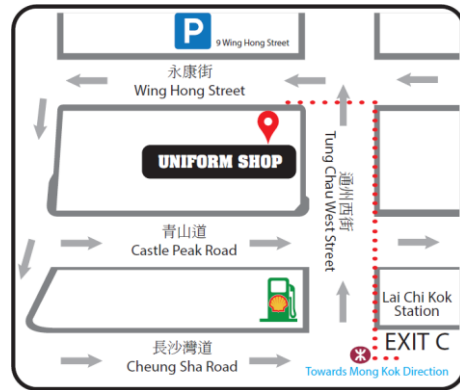 P
9 Wing Hong Street
永康街
Wing Hong Street
UNIFORM SHOP
通州西街
Tung Chau West Street
青山道
Castle Peak Road
Lai Chi Kok
Station
EXIT C
長沙灣道
Cheung Sha Road
Towards Mong Kok Direction